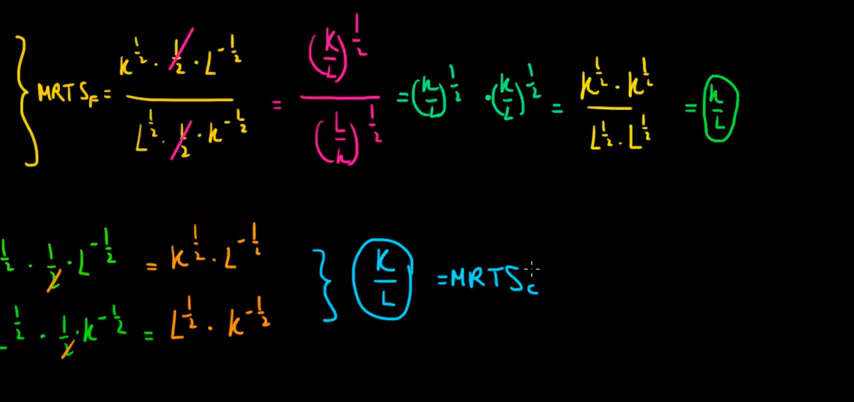 } MRTS_F = (K^{1/2} · 1/2 · L^{-1/2}) / (L^{1/2} · 1/2 · K^{-1/2}) = (K/L)^{1/2} / (L/K)^{1/2} = (K/L)^{1/2} · (K/L)^{1/2} = (K^{1/2} · K^{1/2}) / (L^{1/2} · L^{1/2}) = K/L
1/2 · 1/2 · L^{-1/2} = K^{1/2} · L^{-1/2} } K/L = MRTS_C
L^{1/2} · 1/2 · K^{-1/2} = L^{1/2} · K^{-1/2}